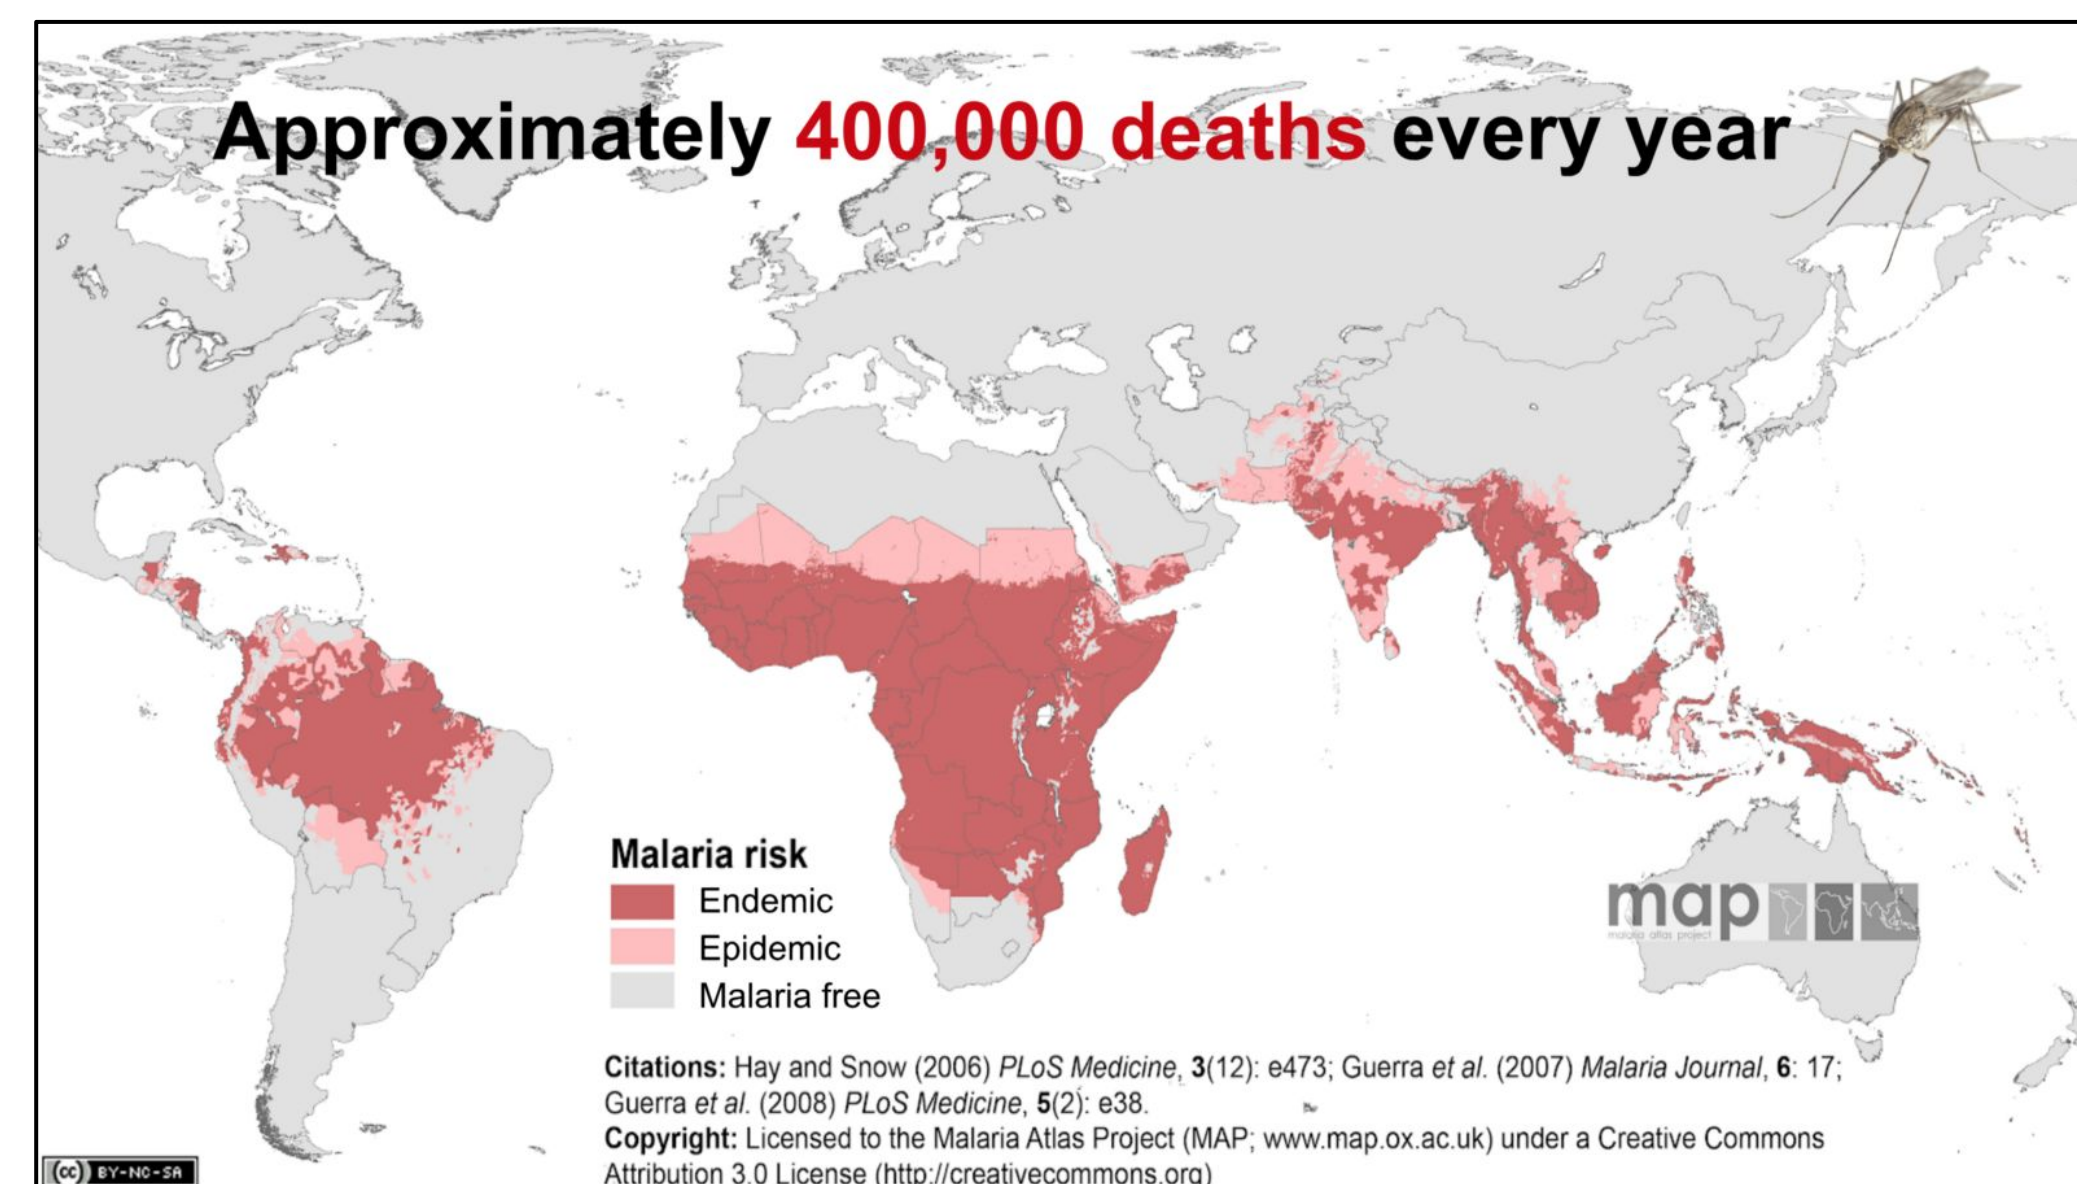 Approximately 400,000 deaths every year
Malaria risk
Endemic
Epidemic
Malaria free
map
malaria atlas project
Citations: Hay and Snow (2006) PLoS Medicine, 3(12): e473; Guerra et al. (2007) Malaria Journal, 6: 17;
Guerra et al. (2008) PLoS Medicine, 5(2): e38.
Copyright: Licensed to the Malaria Atlas Project (MAP; www.map.ox.ac.uk) under a Creative Commons
Attribution 3.0 License (http://creativecommons.org)
(cc) BY-NC-SA